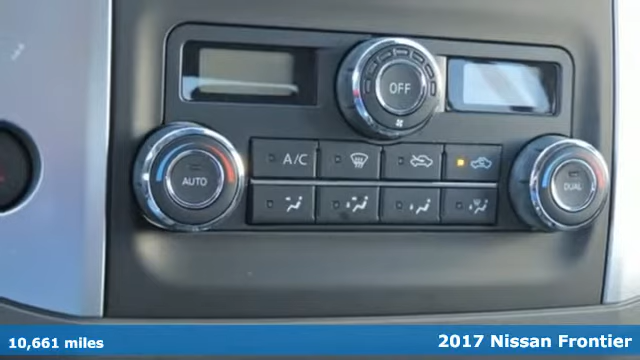 OFF
A/C
AUTO
DUAL
10,661 miles
2017 Nissan Frontier